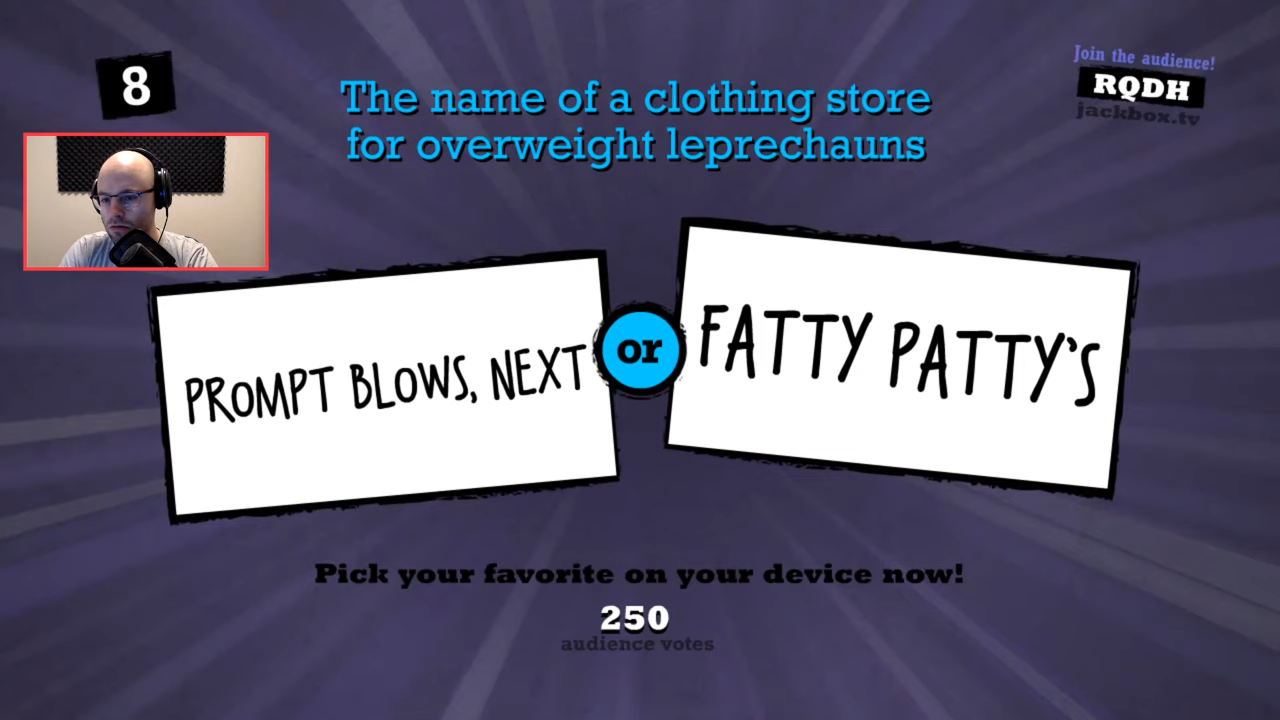 8
Join the audience!
RQDH
jackbox.tv
The name of a clothing store
for overweight leprechauns
PROMPT BLOWS, NEXT
or
FATTY PATTY'S
Pick your favorite on your device now!
250
audience votes